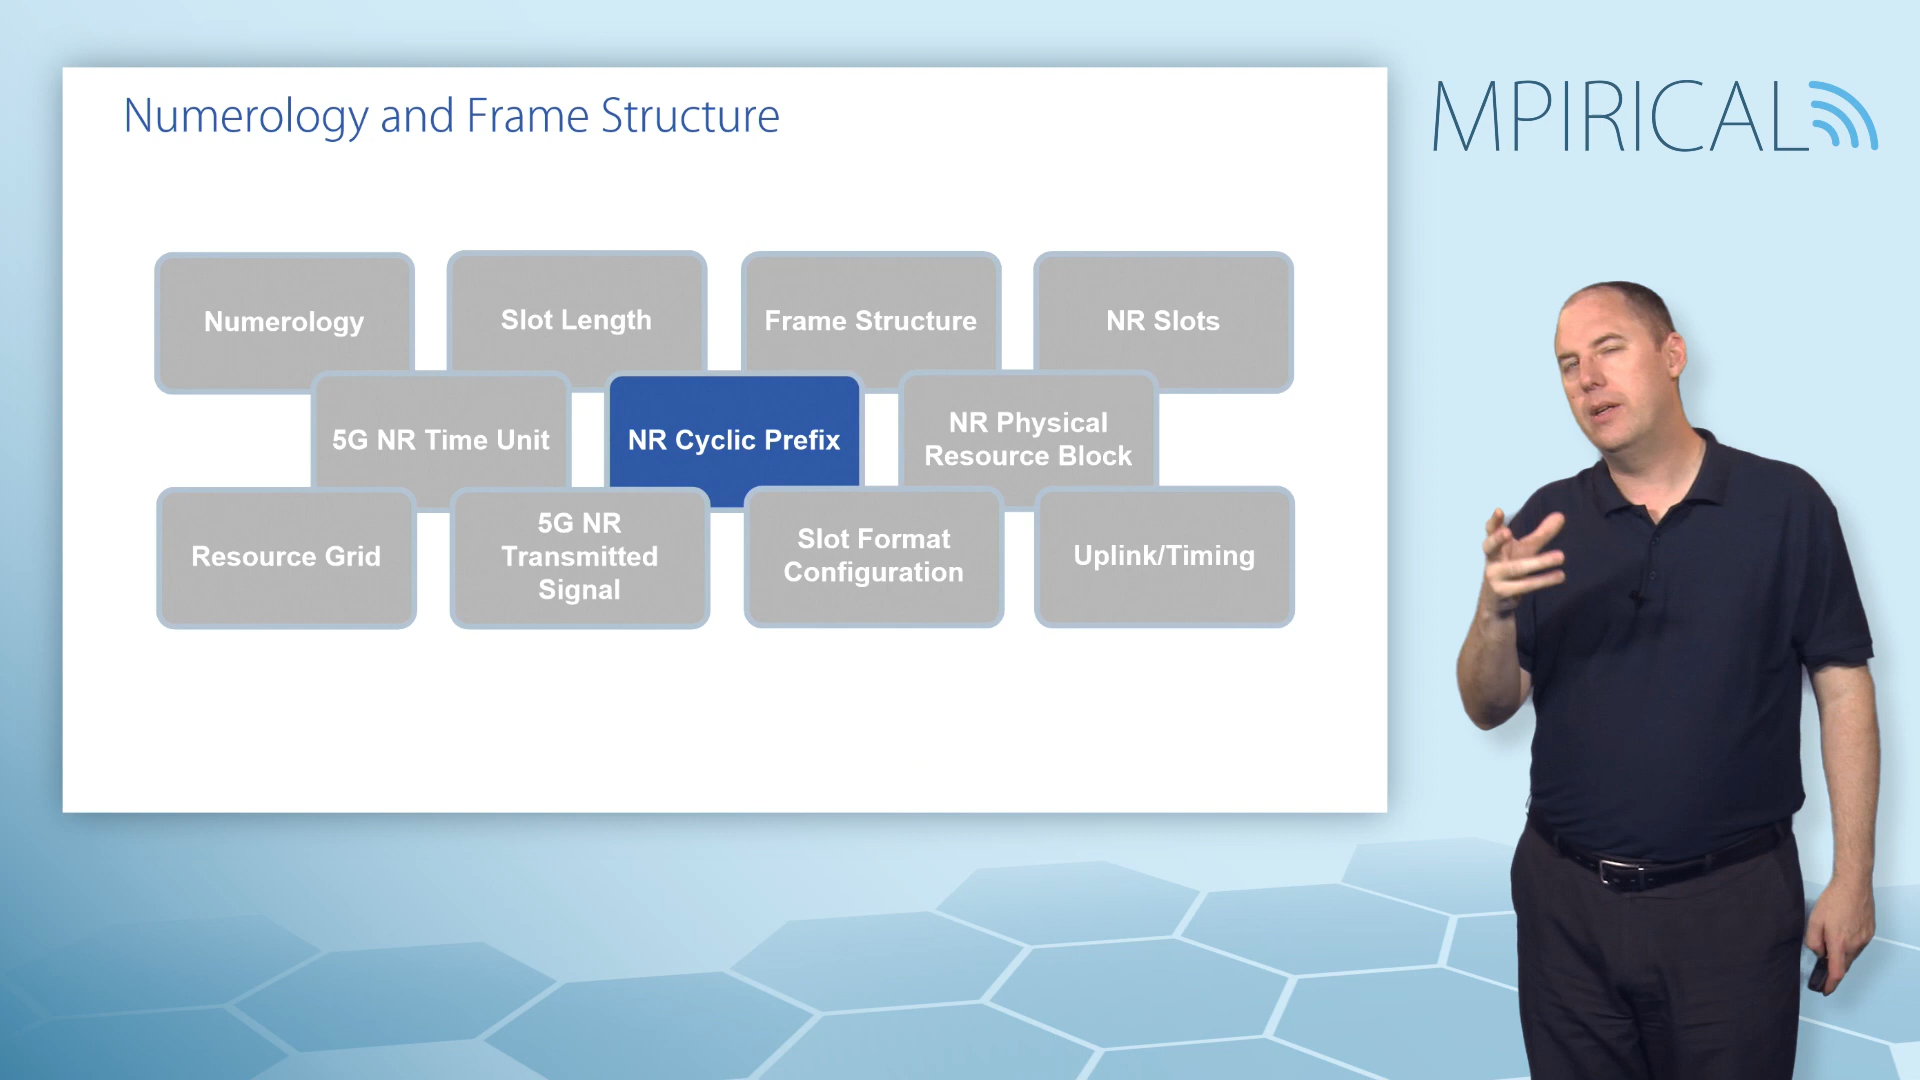 Numerology and Frame Structure
MPIRICAL
Numerology
Slot Length
Frame Structure
NR Slots
5G NR Time Unit
NR Cyclic Prefix
NR Physical
Resource Block
Resource Grid
5G NR
Transmitted
Signal
Slot Format
Configuration
Uplink/Timing